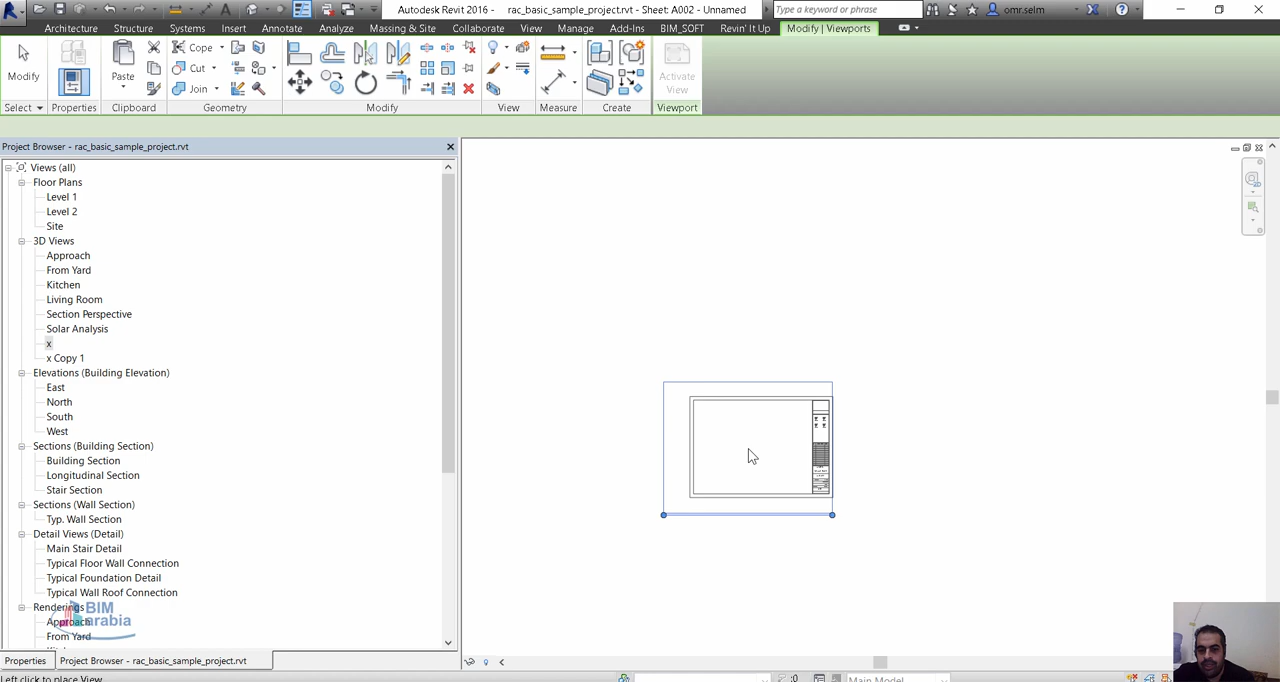 Autodesk Revit 2016 - rac_basic_sample_project.rvt - Sheet: A002 - Unnamed
Type a keyword or phrase
omr.selm
Architecture Structure Systems Insert Annotate Analyze Massing & Site Collaborate View Manage Add-Ins BIM_SOFT Revin' It Up Modify | Viewports
Modify
Paste
Cope
Cut
Join
Activate
View
Select Properties Clipboard Geometry Modify View Measure Create Viewport
Project Browser - rac_basic_sample_project.rvt
Views (all)
Floor Plans
Level 1
Level 2
Site
3D Views
Approach
From Yard
Kitchen
Living Room
Section Perspective
Solar Analysis
x
x Copy 1
Elevations (Building Elevation)
East
North
South
West
Sections (Building Section)
Building Section
Longitudinal Section
Stair Section
Sections (Wall Section)
Typ. Wall Section
Detail Views (Detail)
Main Stair Detail
Typical Floor Wall Connection
Typical Foundation Detail
Typical Wall Roof Connection
Renderings
Approach
From Yard
BIM
arabia
Properties Project Browser - rac_basic_sample_project.rvt
Left click to place View
:0
Main Model